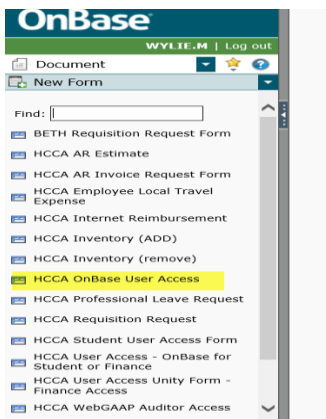 OnBase
WYLIE.M | Log out
Document
New Form
Find:
BETH Requisition Request Form
HCCA AR Estimate
HCCA AR Invoice Request Form
HCCA Employee Local Travel
Expense
HCCA Internet Reimbursement
HCCA Inventory (ADD)
HCCA Inventory (remove)
HCCA OnBase User Access
HCCA Professional Leave Request
HCCA Requisition Request
HCCA Student User Access Form
HCCA User Access - OnBase for
Student or Finance
HCCA User Access Unity Form -
Finance Access
HCCA WebGAAP Auditor Access